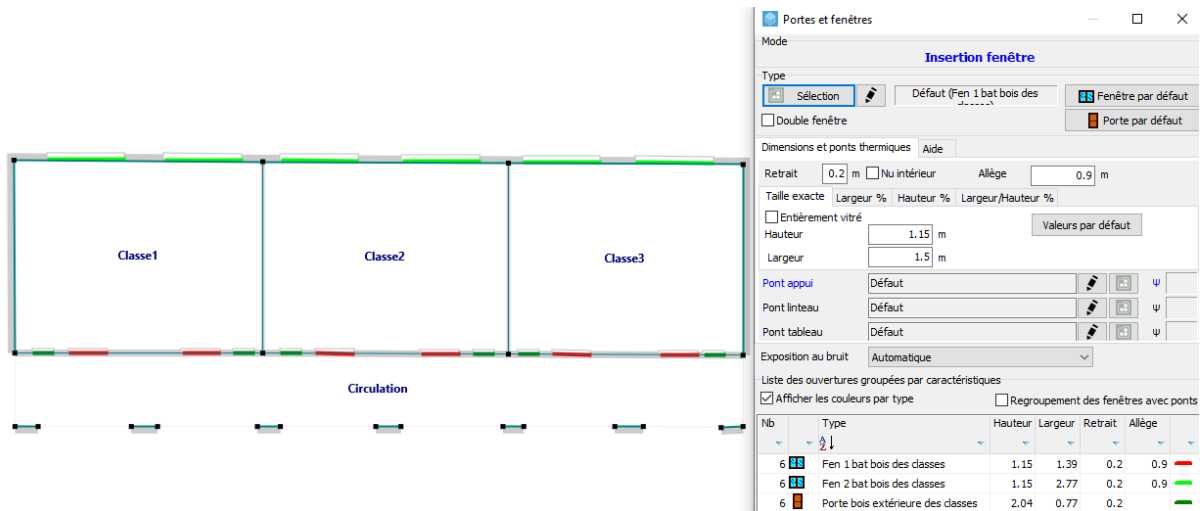 Portes et fenêtres
Mode
Insertion fenêtre
Type
Sélection
Défaut (Fen 1 bat bois des
Fenêtre par défaut
Double fenêtre
Porte par défaut
Dimensions et ponts thermiques Aide
Retrait 0.2 m Nu intérieur Allège 0.9 m
Taille exacte Largeur % Hauteur % Largeur/Hauteur %
Entièrement vitré
Valeurs par défaut
Hauteur 1.15 m
Largeur 1.5 m
Pont appui Défaut Ψ
Pont linteau Défaut Ψ
Pont tableau Défaut Ψ
Exposition au bruit Automatique
Liste des ouvertures groupées par caractéristiques
Afficher les couleurs par type Regroupement des fenêtres avec ponts
Nb Type Hauteur Largeur Retrait Allège
6 Fen 1 bat bois des classes 1.15 1.39 0.2 0.9
6 Fen 2 bat bois des classes 1.15 2.77 0.2 0.9
6 Porte bois extérieure des classes 2.04 0.77 0.2
Classe1 Classe2 Classe3
Circulation